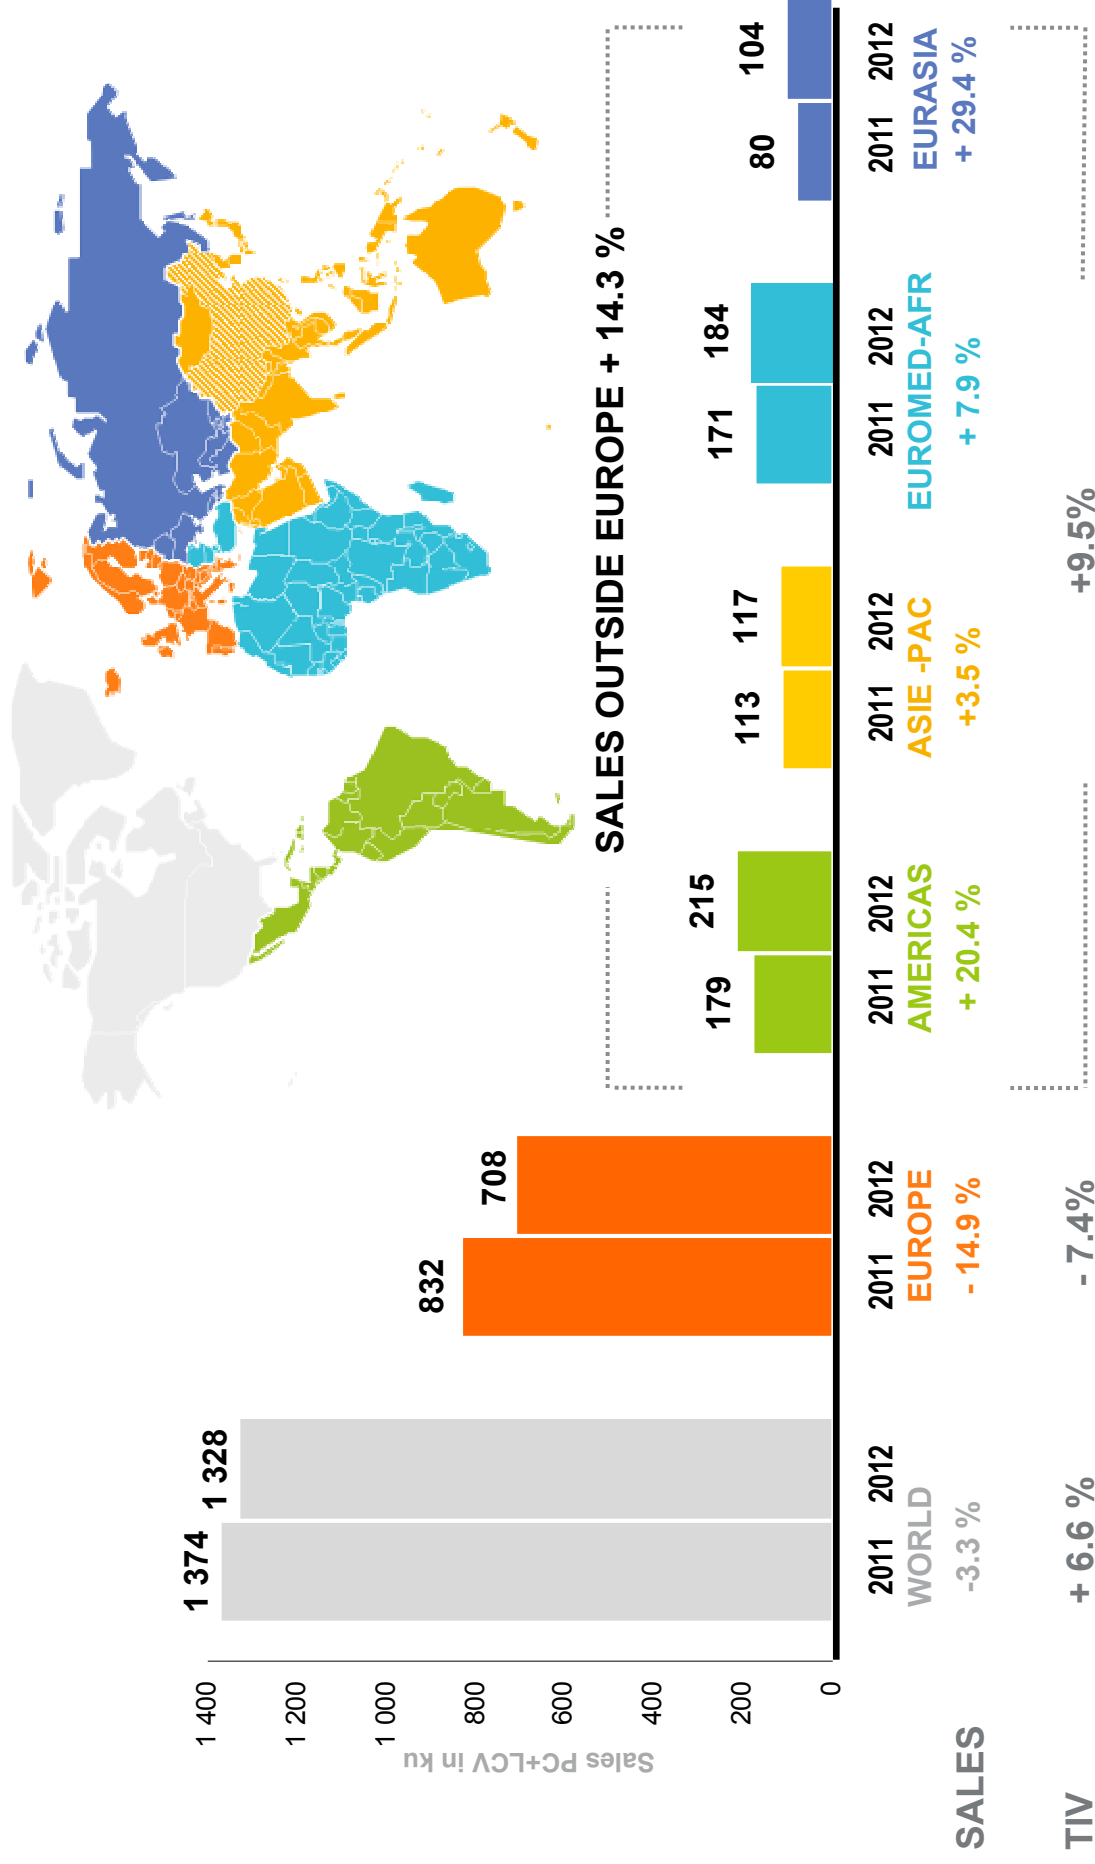 SALES OUTSIDE EUROPE + 14.3 %
Sales PC+LCV in ku
1 400
1 200
1 000
800
600
400
200
0
1 374
1 328
832
708
179
215
113
117
171
184
80
104
2011 2012
2011 2012
2011 2012
2011 2012
2011 2012
2011 2012
WORLD
EUROPE
AMERICAS
ASIE -PAC
EUROMED-AFR
EURASIA
SALES
-3.3 %
- 14.9 %
+ 20.4 %
+3.5 %
+ 7.9 %
+ 29.4 %
TIV
+ 6.6 %
- 7.4%
+9.5%